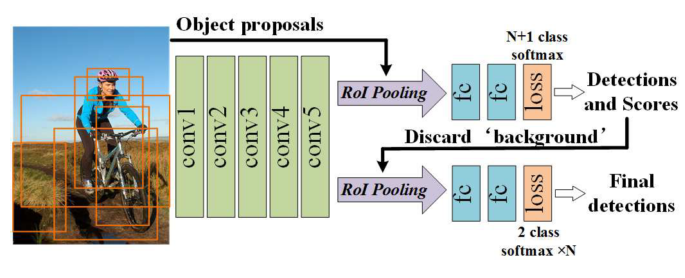 Object proposals
conv1
conv2
conv3
conv4
conv5
RoI Pooling
fc
fc
loss
N+1 class
softmax
Detections
and Scores
Discard ‘background’
RoI Pooling
fc
fc
loss
2 class
softmax ×N
Final
detections